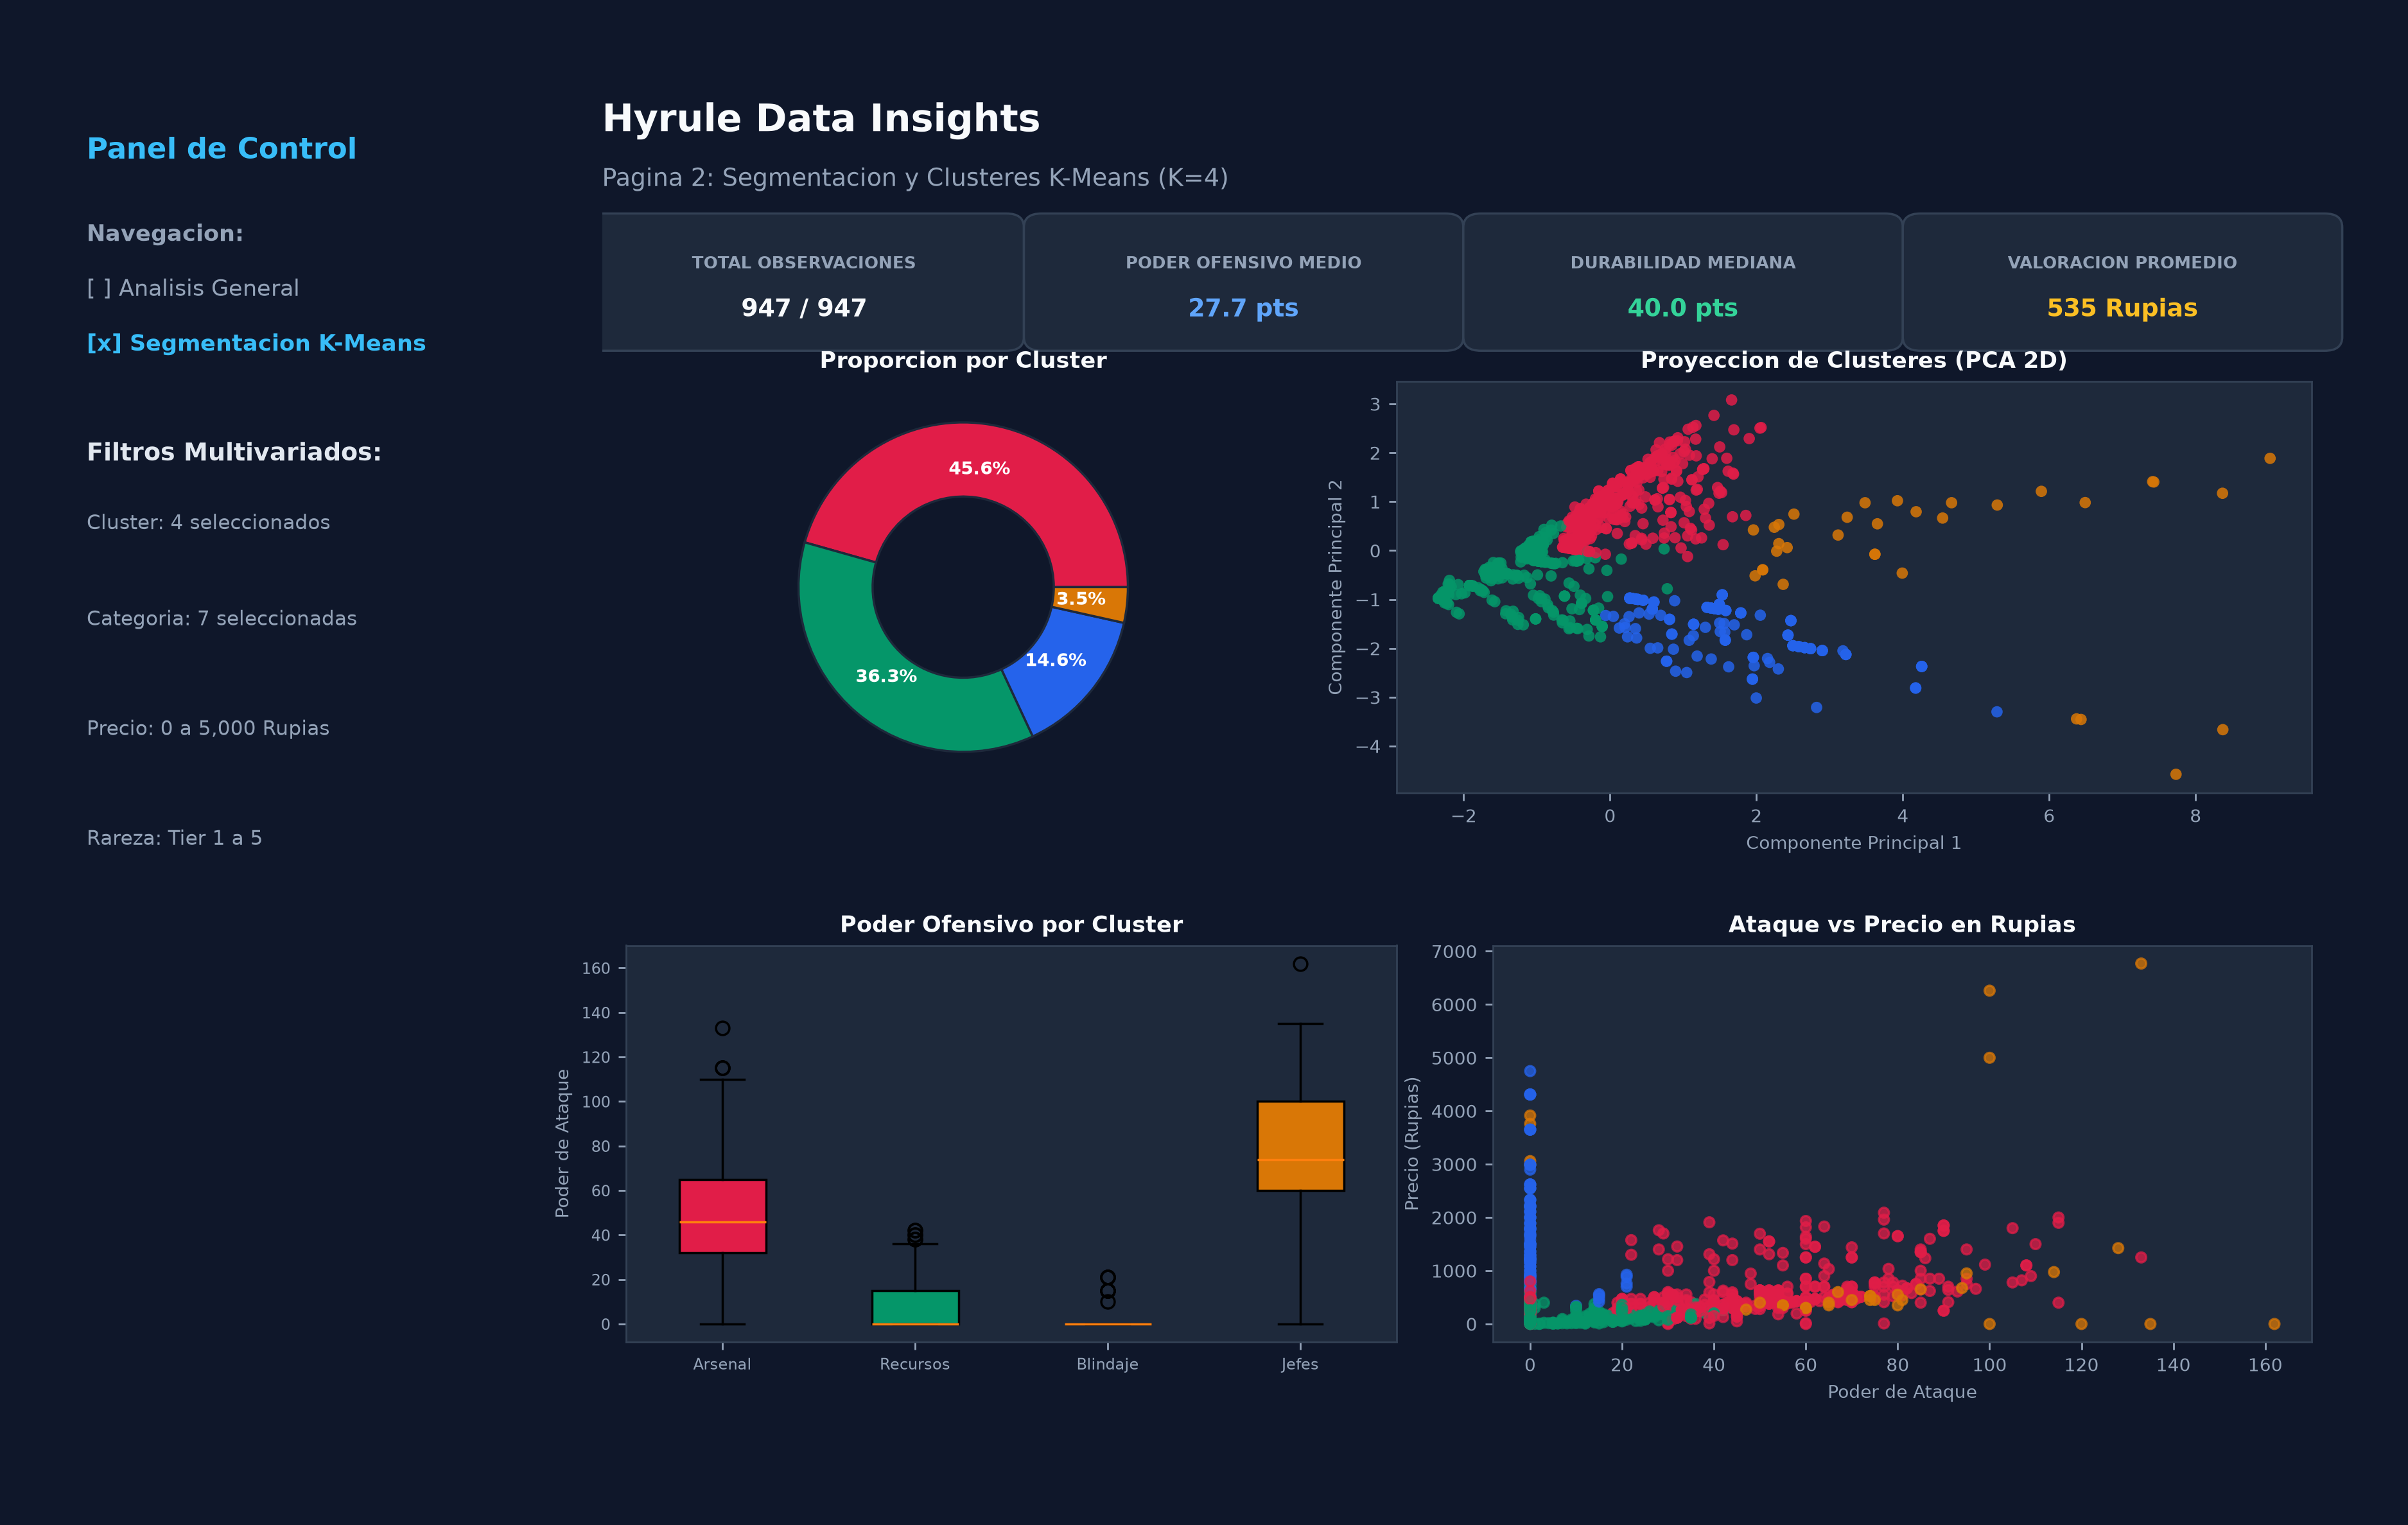 Panel de Control
Navegacion:
[ ] Analisis General
[x] Segmentacion K-Means
Filtros Multivariados:
Cluster: 4 seleccionados
Categoria: 7 seleccionadas
Precio: 0 a 5,000 Rupias
Rareza: Tier 1 a 5
Hyrule Data Insights
Pagina 2: Segmentacion y Clusteres K-Means (K=4)
TOTAL OBSERVACIONES
947 / 947
PODER OFENSIVO MEDIO
27.7 pts
DURABILIDAD MEDIANA
40.0 pts
VALORACION PROMEDIO
535 Rupias
Proporcion por Cluster
45.6%
3.5%
14.6%
36.3%
Proyeccion de Clusteres (PCA 2D)
Componente Principal 2
3
2
1
0
−1
−2
−3
−4
−2 0 2 4 6 8
Componente Principal 1
Poder Ofensivo por Cluster
Poder de Ataque
160
140
120
100
80
60
40
20
0
Arsenal Recursos Blindaje Jefes
Ataque vs Precio en Rupias
Precio (Rupias)
7000
6000
5000
4000
3000
2000
1000
0
0 20 40 60 80 100 120 140 160
Poder de Ataque